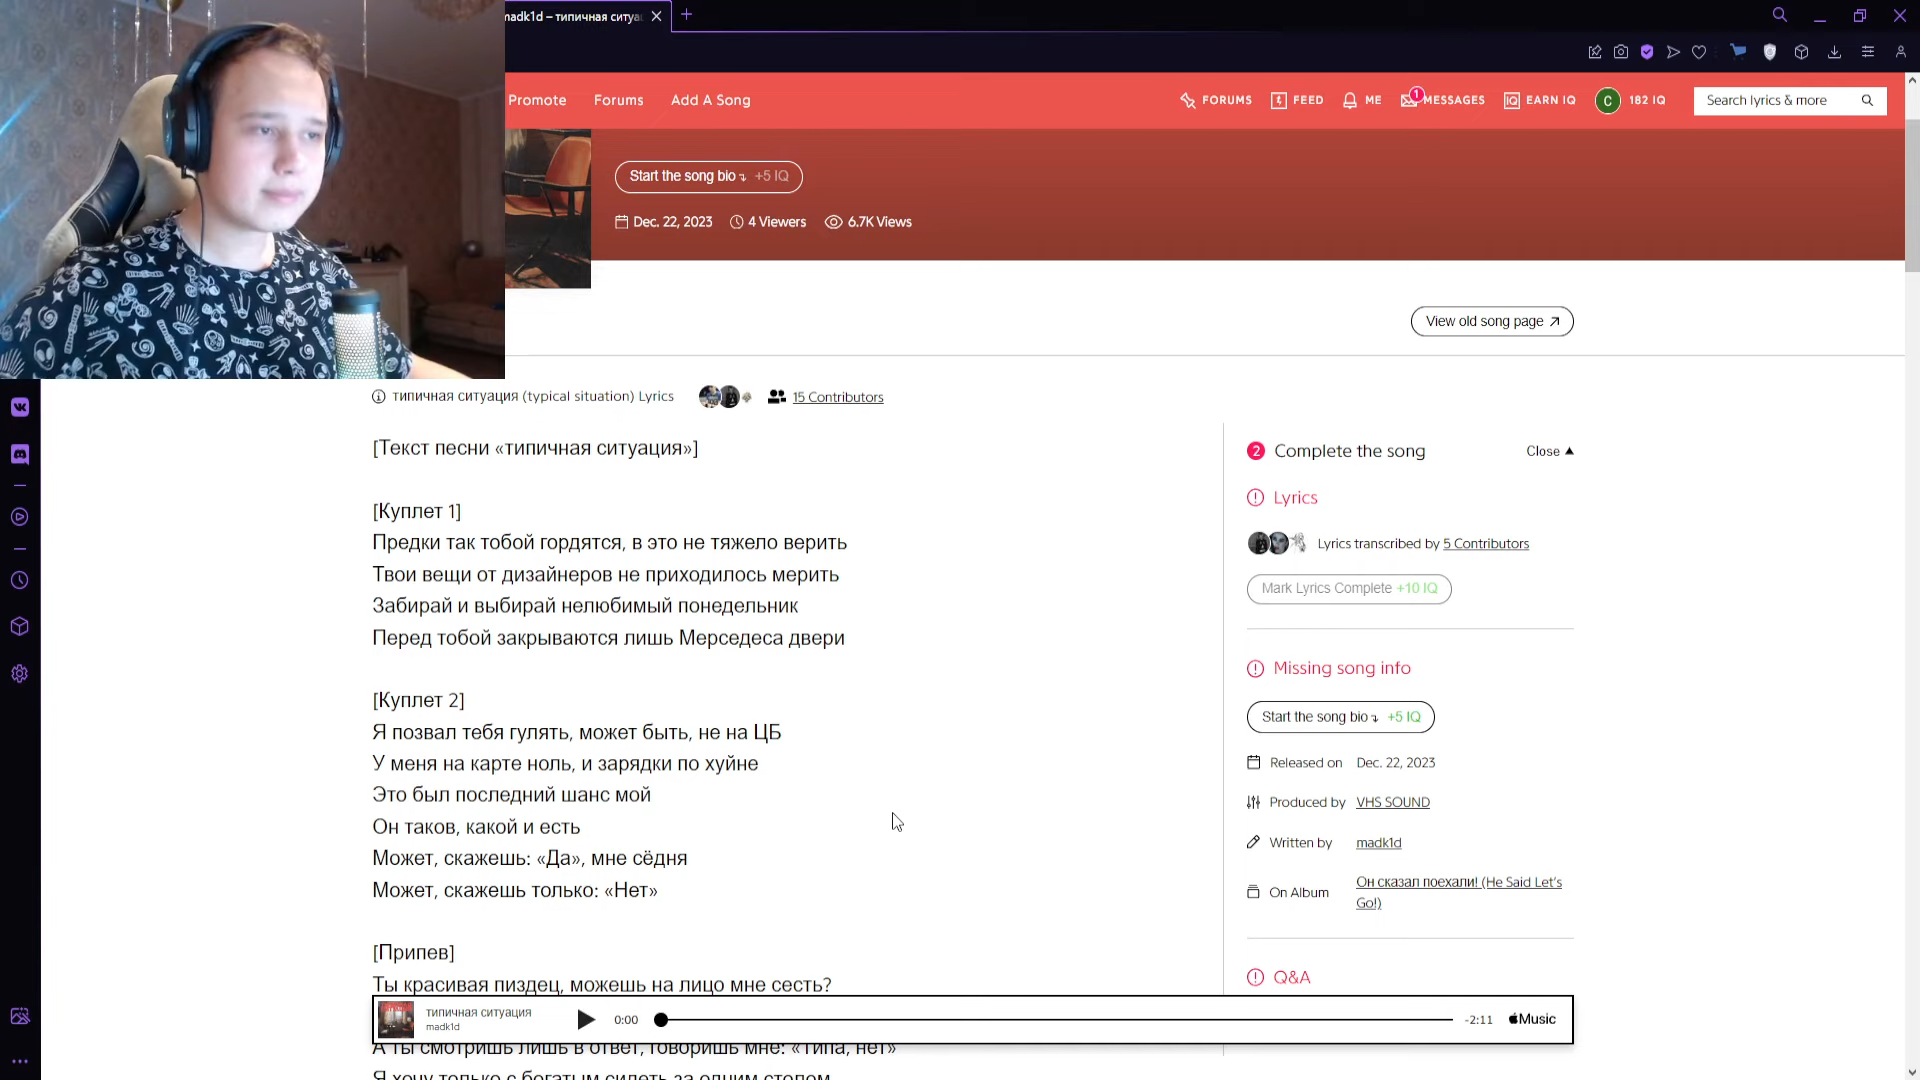 madk1d – типичная ситуа
Promote
Forums
Add A Song
FORUMS
FEED
ME
1
MESSAGES
IQ
EARN IQ
C
182 IQ
Search lyrics & more
Start the song bio +5 IQ
Dec. 22, 2023
4 Viewers
6.7K Views
View old song page
типичная ситуация (typical situation) Lyrics
15 Contributors
[Текст песни «типичная ситуация»]
[Куплет 1]
Предки так тобой гордятся, в это не тяжело верить
Твои вещи от дизайнеров не приходилось мерить
Забирай и выбирай нелюбимый понедельник
Перед тобой закрываются лишь Мерседеса двери
[Куплет 2]
Я позвал тебя гулять, может быть, не на ЦБ
У меня на карте ноль, и зарядки по хуйне
Это был последний шанс мой
Он таков, какой и есть
Может, скажешь: «Да», мне сёдня
Может, скажешь только: «Нет»
[Припев]
Ты красивая пиздец, можешь на лицо мне сесть?
А ты смотришь лишь в ответ, говоришь мне: «Типа, нет»
Я хочу только с богатым сидеть за одним столом
2 Complete the song
Close
Lyrics
Lyrics transcribed by 5 Contributors
Mark Lyrics Complete +10 IQ
Missing song info
Start the song bio +5 IQ
Released on Dec. 22, 2023
Produced by VHS SOUND
Written by madk1d
On Album Он сказал поехали! (He Said Let's
Go!)
Q&A
типичная ситуация
madk1d
0:00
-2:11
Music